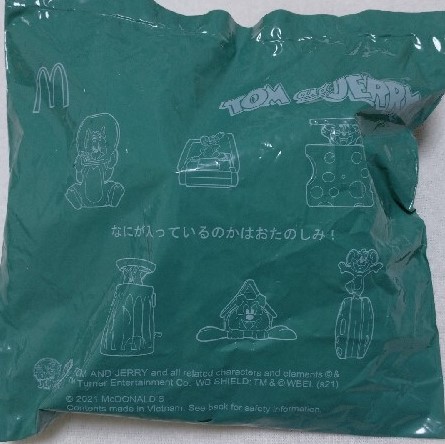 TOM and JERRY
なにが入っているのかはおたのしみ！
TOM AND JERRY and all related characters and elements © &
Turner Entertainment Co. WB SHIELD: TM & © WBEI. (s21)
© 2021 McDONALD'S
Contents made in Vietnam. See back for safety information.